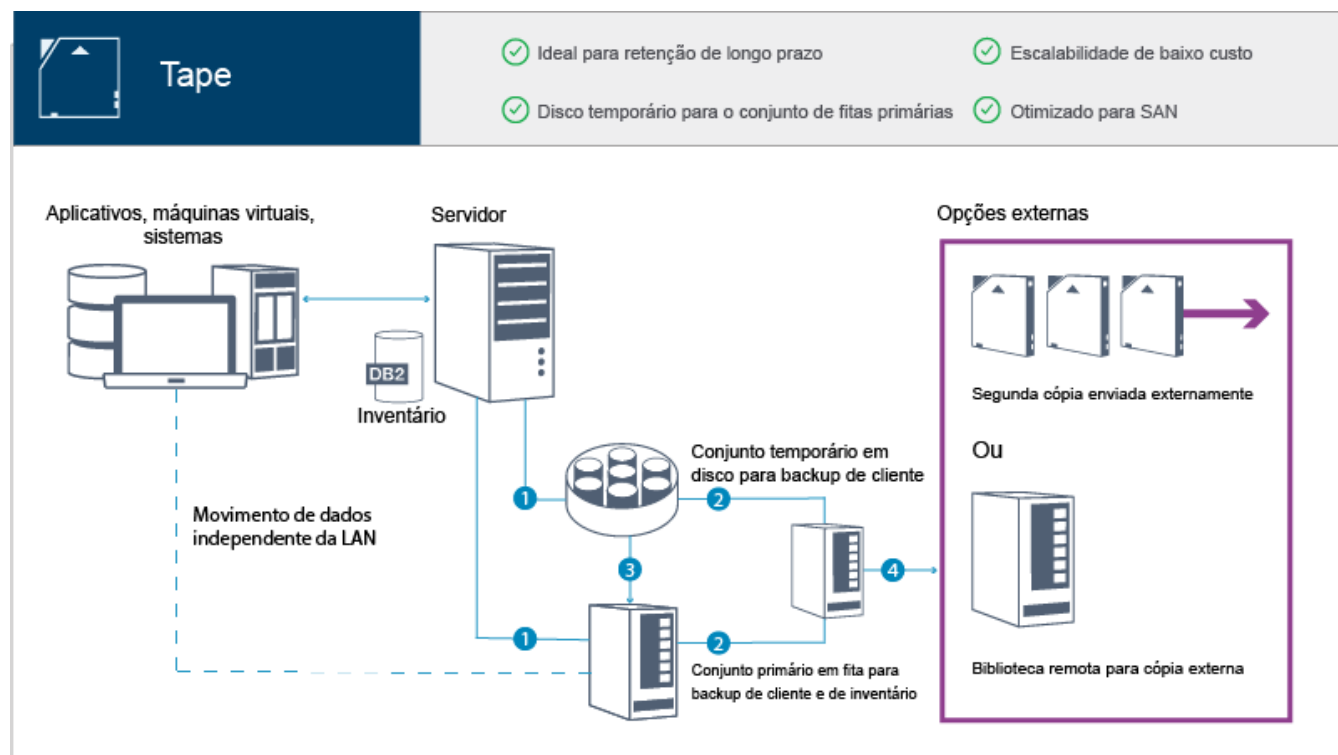 Tape
Ideal para retenção de longo prazo
Escalabilidade de baixo custo
Disco temporário para o conjunto de fitas primárias
Otimizado para SAN
Aplicativos, máquinas virtuais,
sistemas
Servidor
Opções externas
DB2
Inventário
Segunda cópia enviada externamente
Conjunto temporário em
disco para backup de cliente
Ou
1
2
Movimento de dados
independente da LAN
3
4
1
2
Conjunto primário em fita para
backup de cliente e de inventário
Biblioteca remota para cópia externa